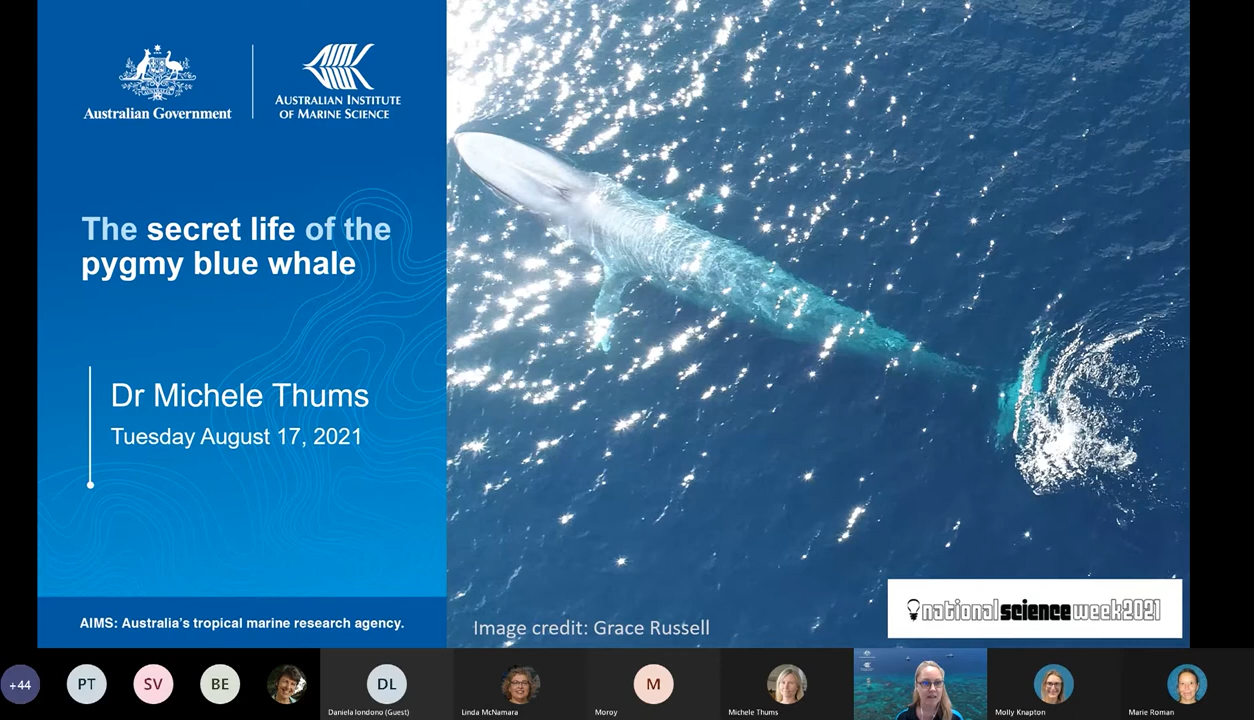 Australian Government
AUSTRALIAN INSTITUTE
OF MARINE SCIENCE
The secret life of the
pygmy blue whale
Dr Michele Thums
Tuesday August 17, 2021
AIMS: Australia's tropical marine research agency.
Image credit: Grace Russell
nationalscienceweek2021
+44
PT
SV
BE
DL
Daniela londono (Guest)
Linda McNamara
M
Moroy
Michele Thums
Molly Knapton
Marie Roman